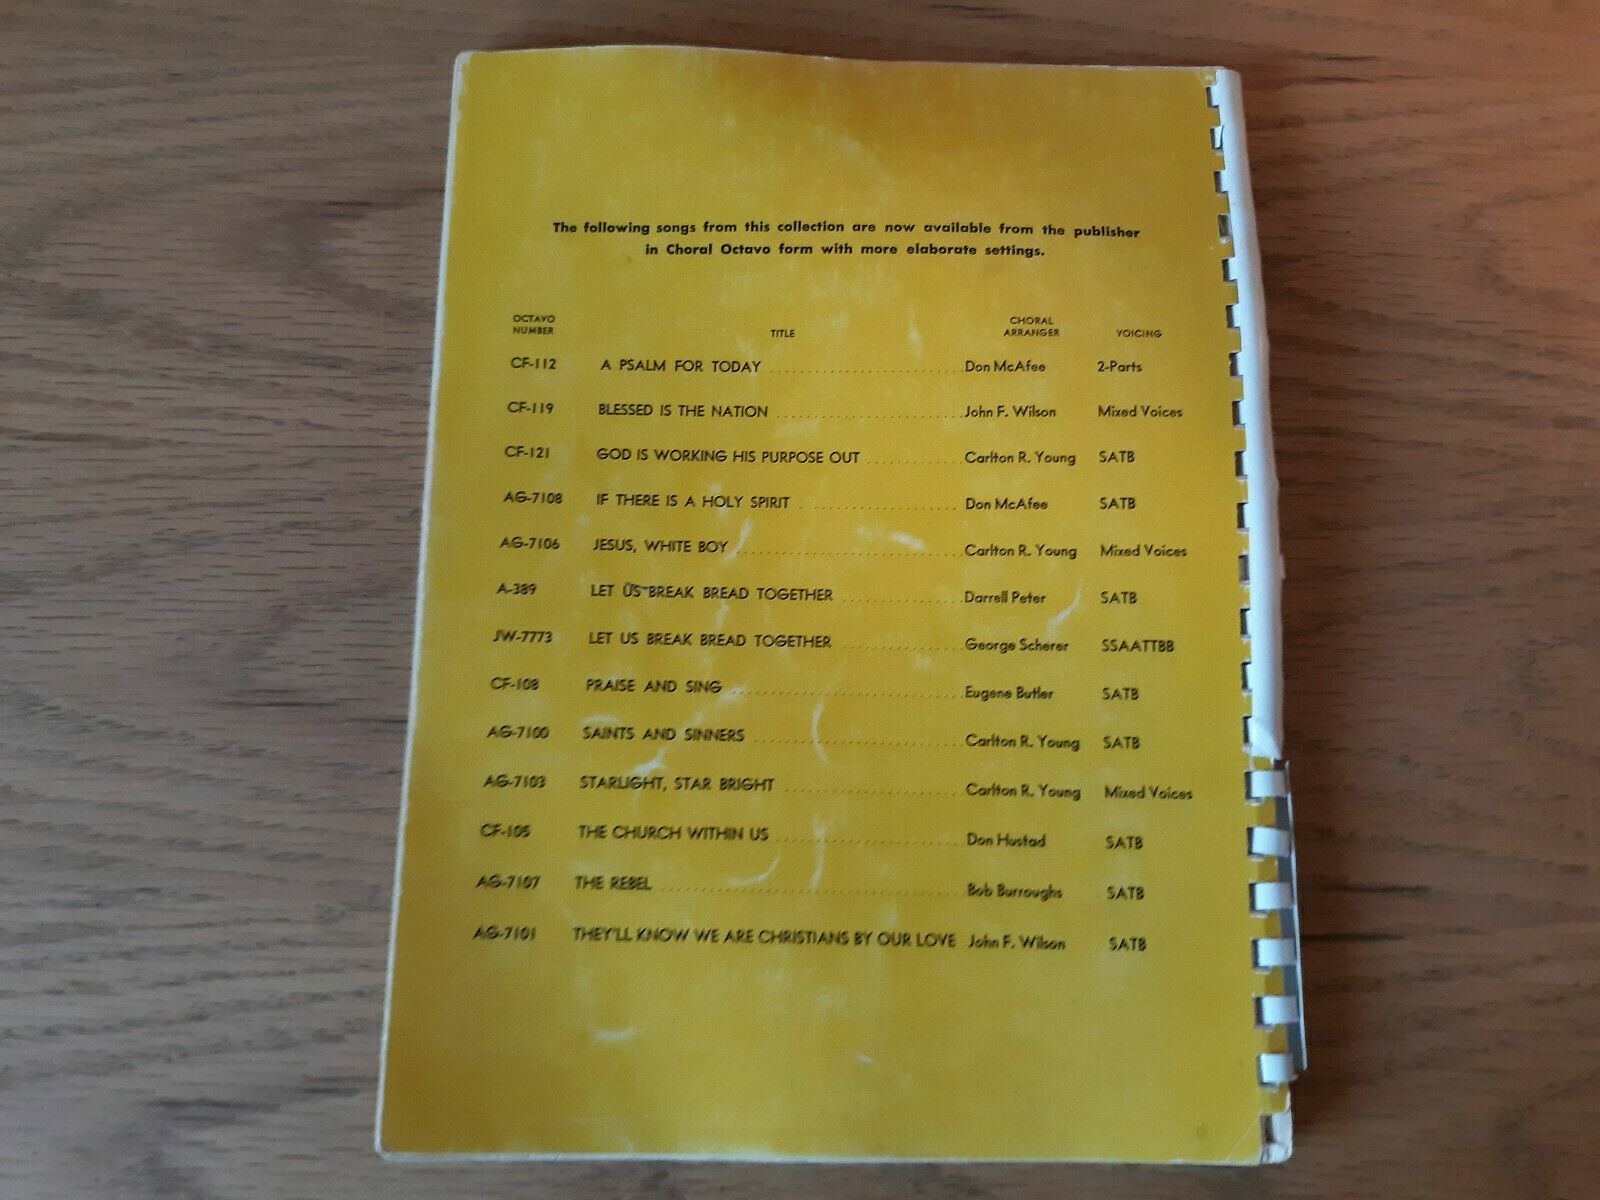 The following songs from this collection are now available from the publisher
in Choral Octavo form with more elaborate settings.
OCTAVO NUMBER TITLE CHORAL ARRANGER VOICING
CF-112 A PSALM FOR TODAY Don McAfee 2-Parts
CF-119 BLESSED IS THE NATION John F. Wilson Mixed Voices
CF-121 GOD IS WORKING HIS PURPOSE OUT Carlton R. Young SATB
AG-7108 IF THERE IS A HOLY SPIRIT Don McAfee SATB
AG-7106 JESUS, WHITE BOY Carlton R. Young Mixed Voices
A-389 LET US BREAK BREAD TOGETHER Darrell Peter SATB
JW-7773 LET US BREAK BREAD TOGETHER George Scherer SSAATTBB
CF-108 PRAISE AND SING Eugene Butler SATB
AG-7100 SAINTS AND SINNERS Carlton R. Young SATB
AG-7103 STARLIGHT, STAR BRIGHT Carlton R. Young Mixed Voices
CF-105 THE CHURCH WITHIN US Don Hustad SATB
AG-7107 THE REBEL Bob Burroughs SATB
AG-7101 THEY'LL KNOW WE ARE CHRISTIANS BY OUR LOVE John F. Wilson SATB